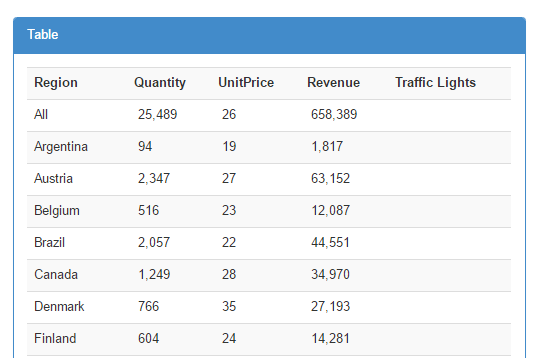 Table
Region Quantity UnitPrice Revenue Traffic Lights
All 25,489 26 658,389
Argentina 94 19 1,817
Austria 2,347 27 63,152
Belgium 516 23 12,087
Brazil 2,057 22 44,551
Canada 1,249 28 34,970
Denmark 766 35 27,193
Finland 604 24 14,281